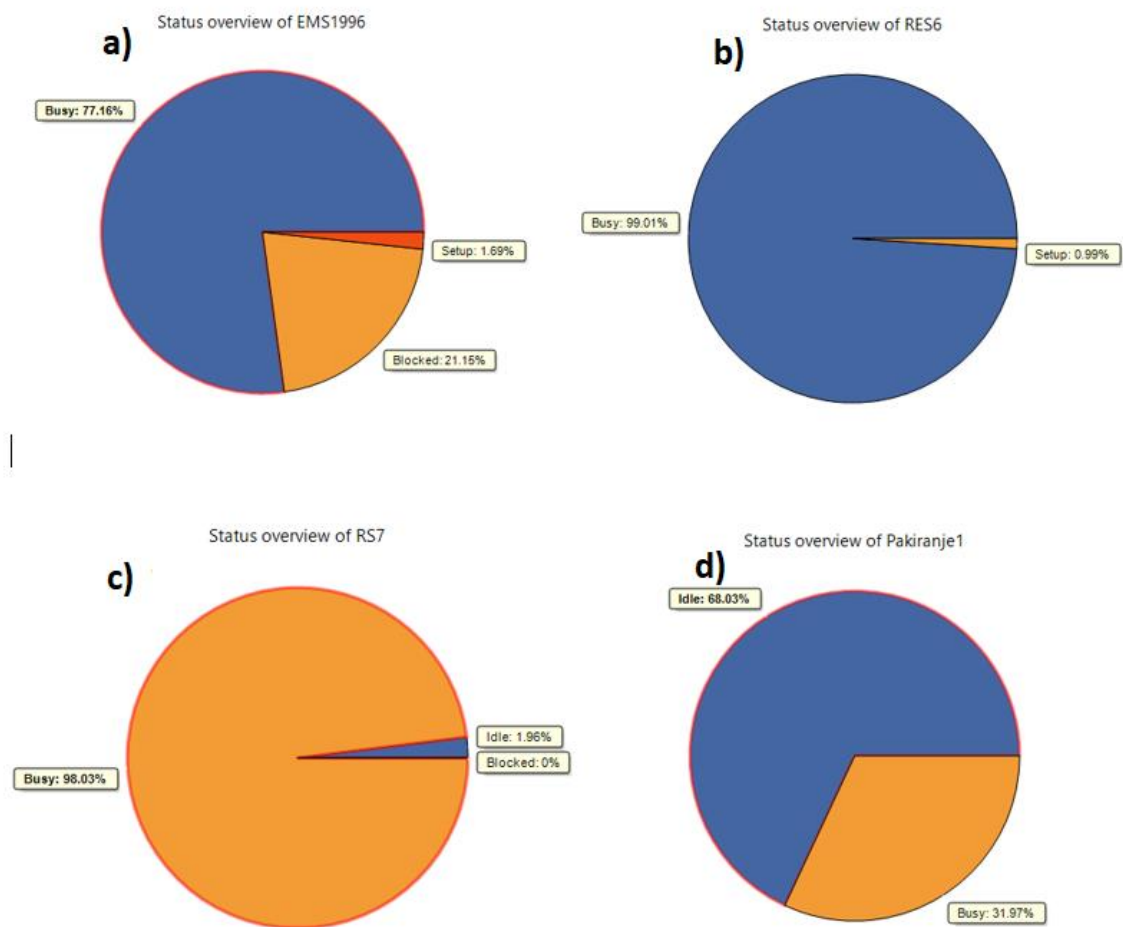 Status overview of EMS1996
a)
Busy: 77.16%
Setup: 1.69%
Blocked: 21.15%
Status overview of RES6
b)
Busy: 99.01%
Setup: 0.99%
Status overview of RS7
c)
Idle: 1.96%
Blocked: 0%
Busy: 98.03%
Status overview of Pakiranje1
d)
Idle: 68.03%
Busy: 31.97%